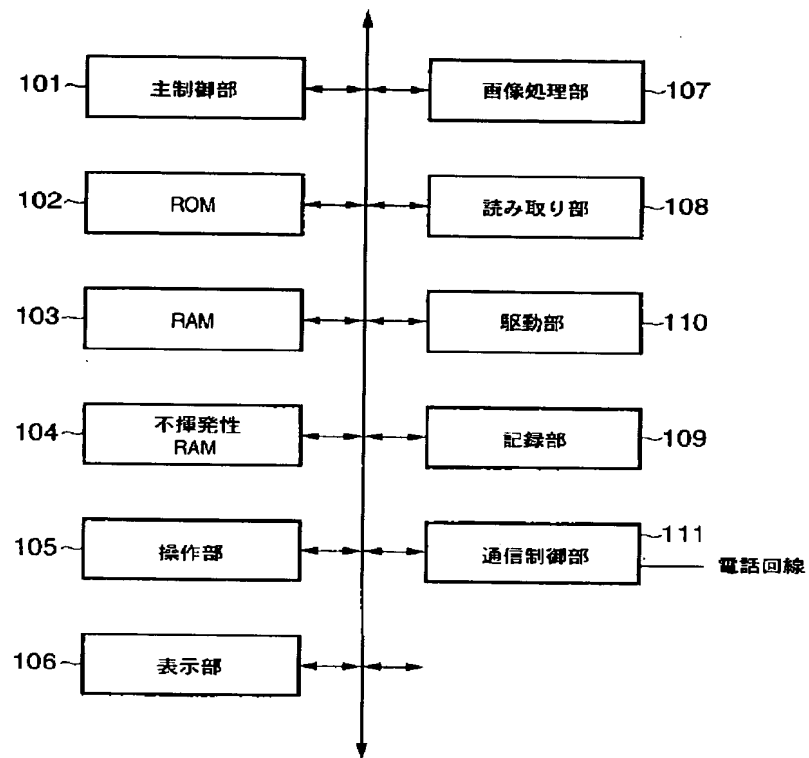 101 主制御部
画像処理部 107
102 ROM
読み取り部 108
103 RAM
駆動部 110
104 不揮発性
RAM
記録部 109
105 操作部
通信制御部 111
電話回線
106 表示部